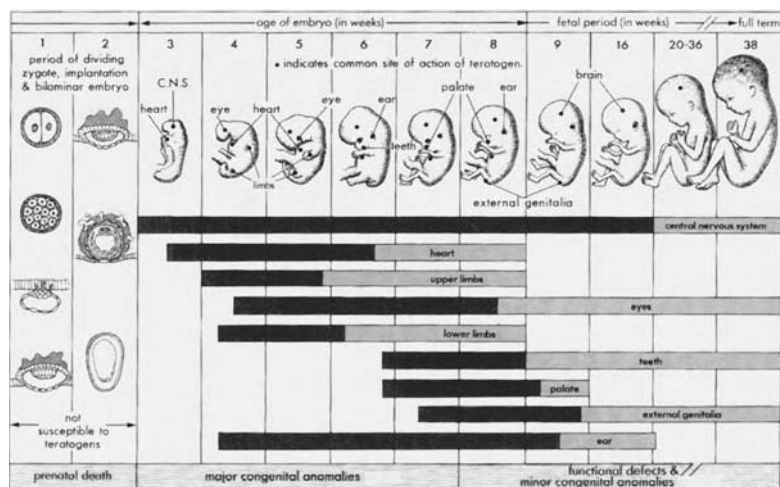 age of embryo (in weeks) fetal period (in weeks) full term
1 2 3 4 5 6 7 8 9 16 20-36 38
period of dividing
zygote, implantation
& bilaminar embryo
• indicates common site of action of teratogen.
C.N.S.
heart
eye heart eye ear
palate ear
brain
teeth
limbs
external genitalia
central nervous system
heart
upper limbs
eyes
lower limbs
teeth
palate
external genitalia
ear
not
susceptible to
teratogens
prenatal death major congenital anomalies functional defects &
minor congenital anomalies